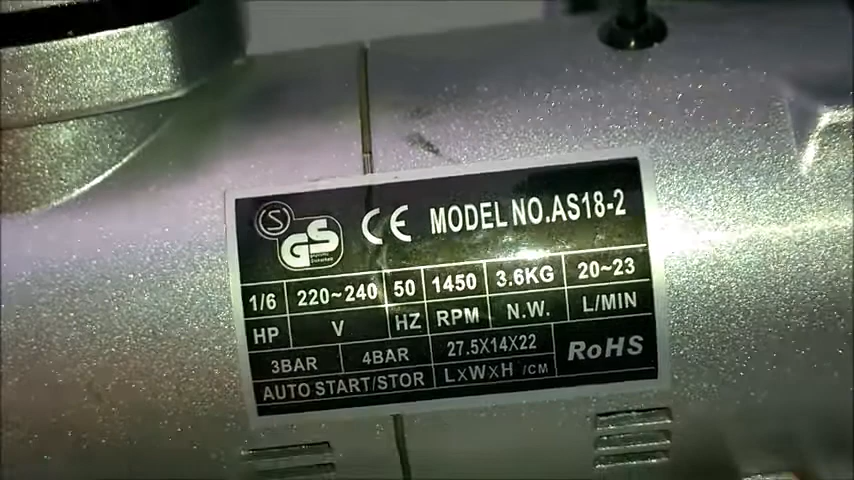 S GS CE MODEL NO.AS18-2
1/6 220~240 50 1450 3.6KG 20~23
HP V HZ RPM N.W. L/MIN
3BAR 4BAR 27.5X14X22 RoHS
AUTO START/STOR LXWXH /CM